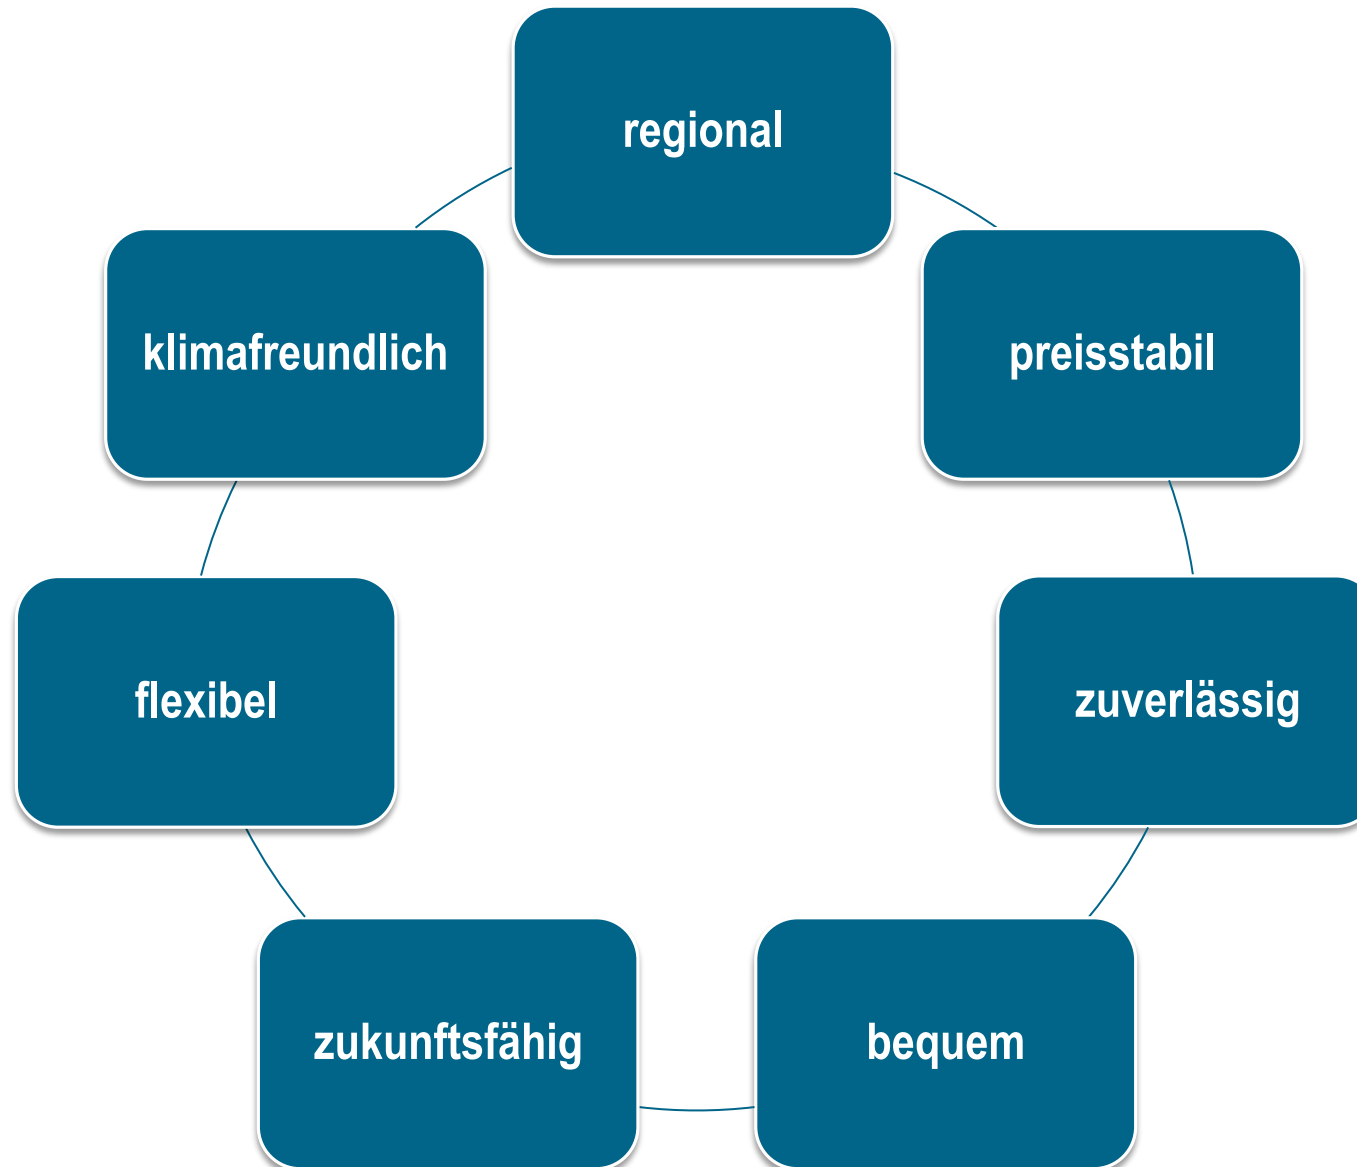 regional
preisstabil
zuverlässig
bequem
zukunftsfähig
flexibel
klimafreundlich